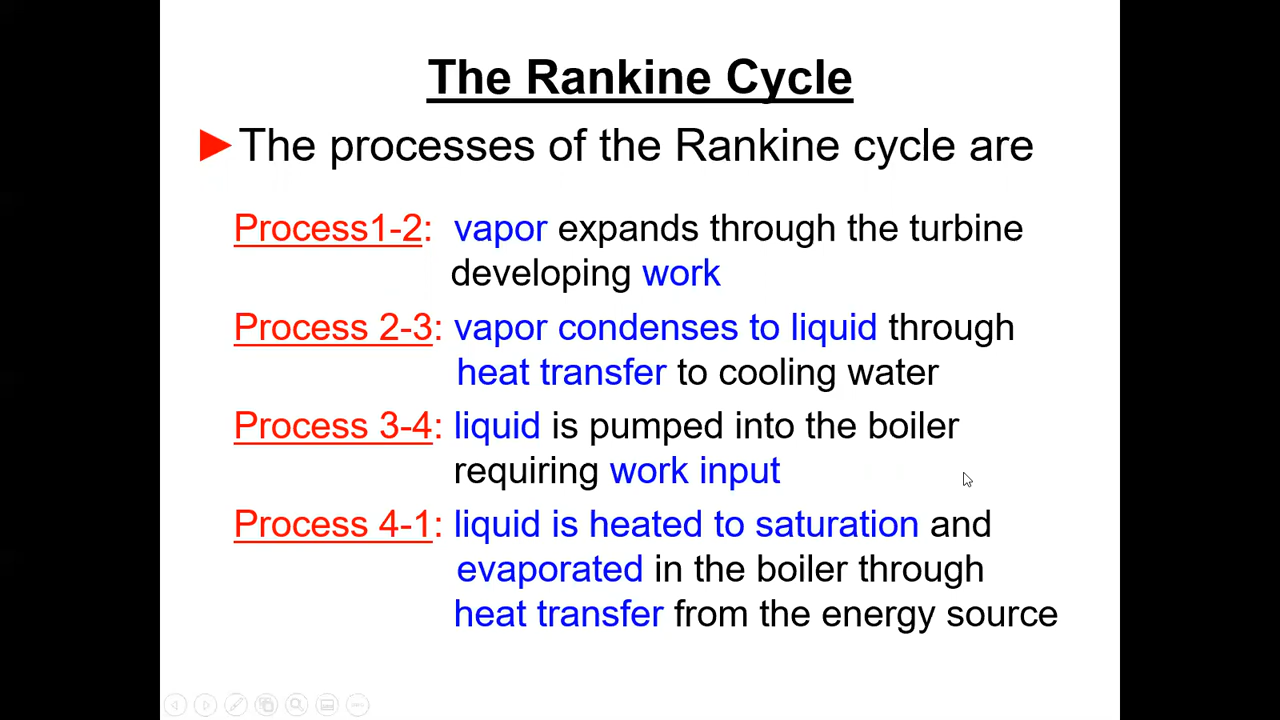 The Rankine Cycle
►The processes of the Rankine cycle are
Process1-2: vapor expands through the turbine
developing work
Process 2-3: vapor condenses to liquid through
heat transfer to cooling water
Process 3-4: liquid is pumped into the boiler
requiring work input
Process 4-1: liquid is heated to saturation and
evaporated in the boiler through
heat transfer from the energy source